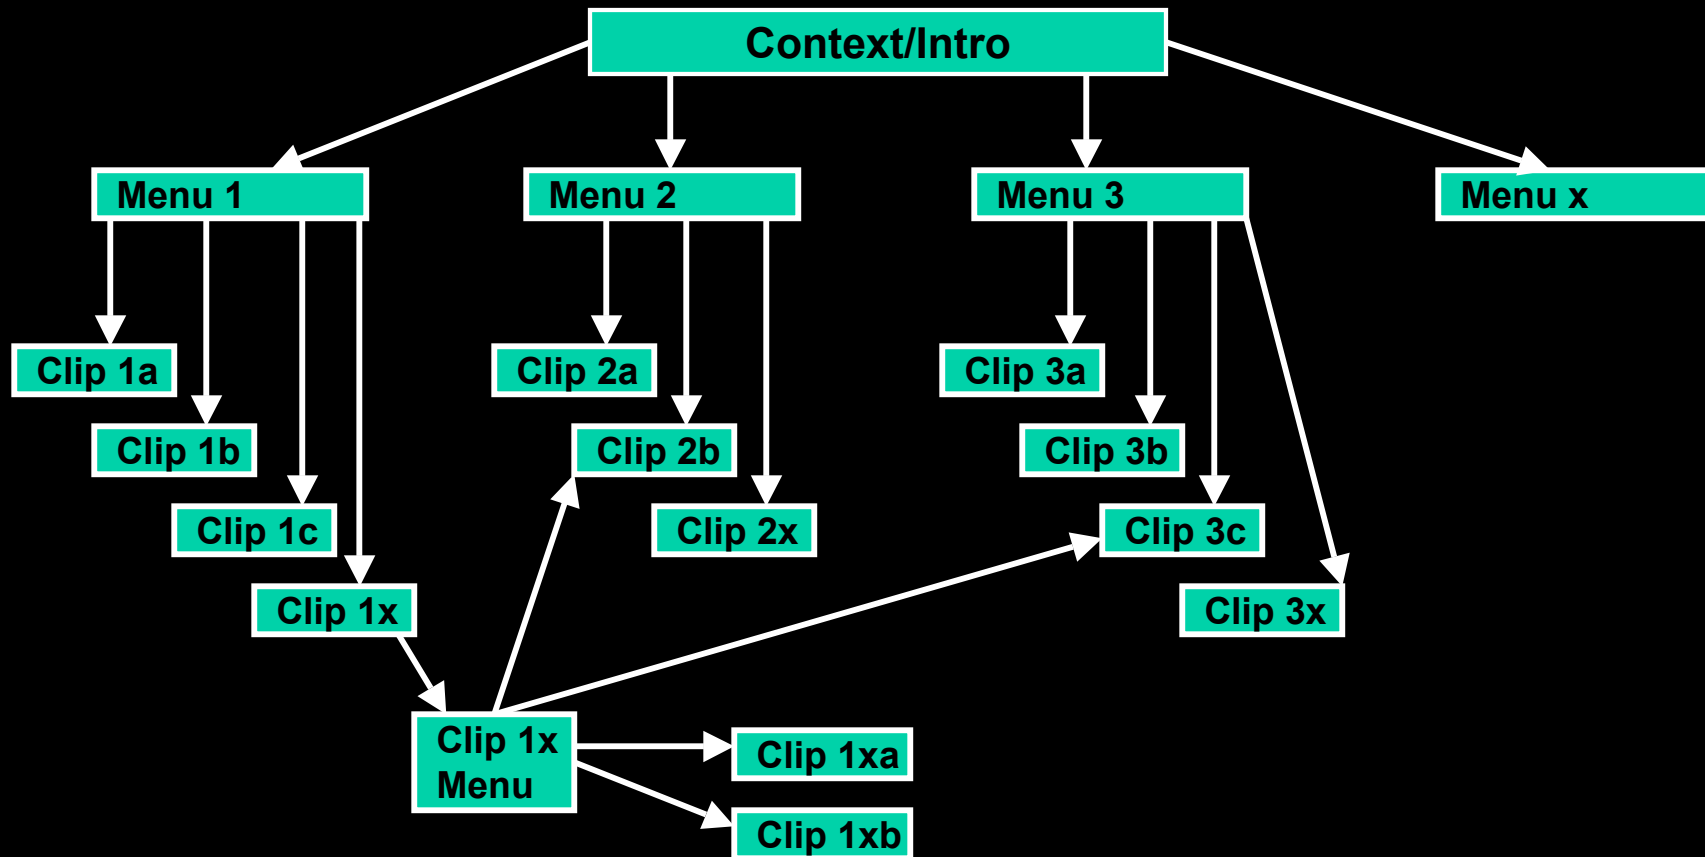 Context/Intro
Menu 1
Menu 2
Menu 3
Menu x
Clip 1a
Clip 2a
Clip 3a
Clip 1b
Clip 2b
Clip 3b
Clip 1c
Clip 2x
Clip 3c
Clip 1x
Clip 3x
Clip 1x
Menu
Clip 1xa
Clip 1xb